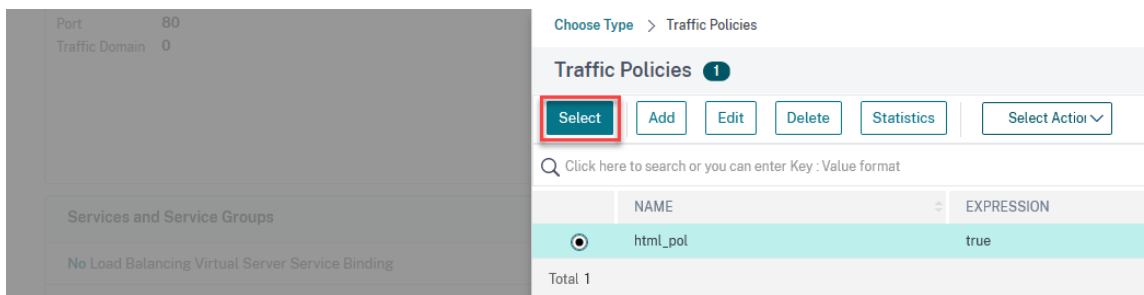 Port 80
Traffic Domain 0
Services and Service Groups
No Load Balancing Virtual Server Service Binding
Choose Type > Traffic Policies
Traffic Policies 1
Select Add Edit Delete Statistics Select Action
Click here to search or you can enter Key : Value format
NAME EXPRESSION
html_pol true
Total 1